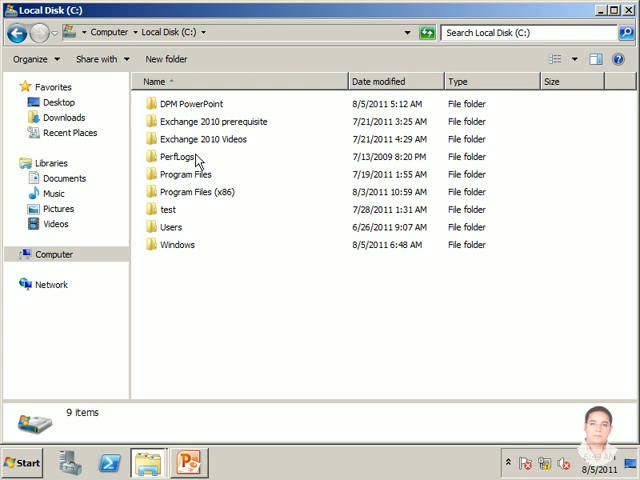 Local Disk (C:)
Computer
Local Disk (C:)
Search Local Disk (C:)
Organize
Share with
New folder
Favorites
Desktop
Downloads
Recent Places
Libraries
Documents
Music
Pictures
Videos
Computer
Network
Name
Date modified
Type
Size
DPM PowerPoint 8/5/2011 5:12 AM File folder
Exchange 2010 prerequisite 7/21/2011 3:25 AM File folder
Exchange 2010 Videos 7/21/2011 4:29 AM File folder
PerfLogs 7/13/2009 8:20 PM File folder
Program Files 7/19/2011 1:55 AM File folder
Program Files (x86) 8/3/2011 10:59 AM File folder
test 7/28/2011 1:31 AM File folder
Users 6/26/2011 9:07 AM File folder
Windows 8/5/2011 6:48 AM File folder
9 items
Start
8/5/2011